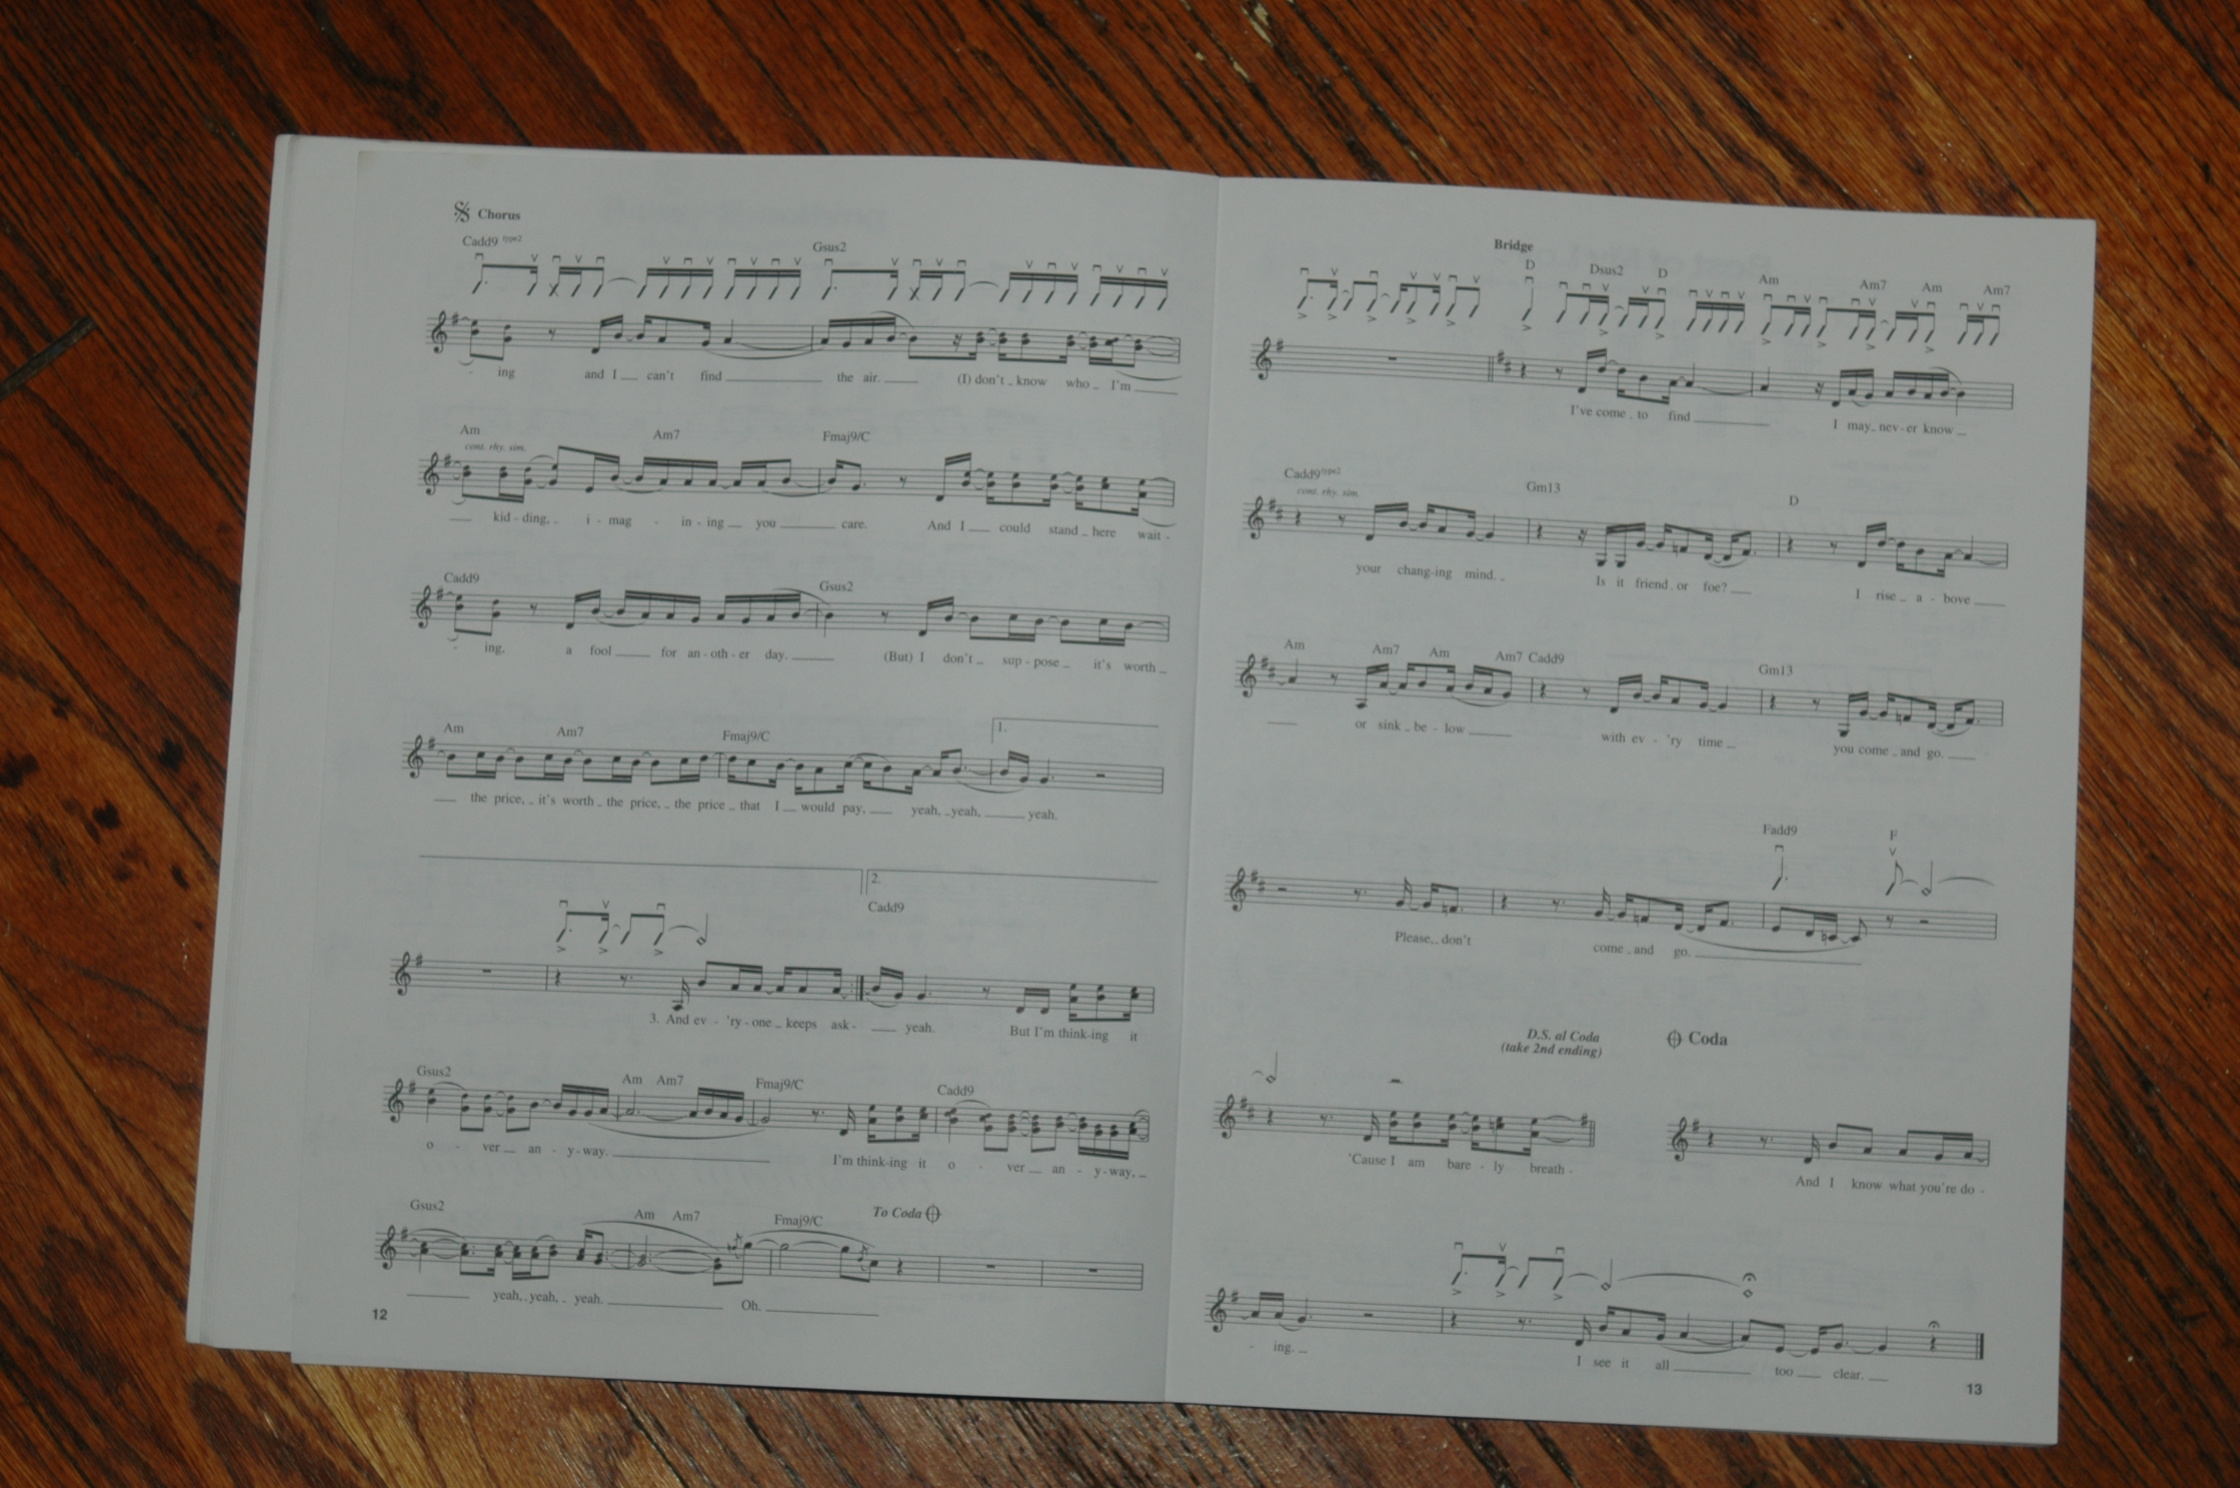 Chorus
Cadd9 type2 Gsus2
ing and I can't find the air. (I) don't know who I'm
Am Am7 Fmaj9/C
cont. rhy. sim.
kid - ding, i - mag - in - ing you care. And I could stand here wait -
Cadd9 Gsus2
ing, a fool for an - oth - er day. (But) I don't sup - pose it's worth
Am Am7 Fmaj9/C 1.
the price, it's worth the price, the price that I would pay, yeah, yeah, yeah.
2.
Cadd9
3. And ev - 'ry - one keeps ask - yeah. But I'm think-ing it
Gsus2 Am Am7 Fmaj9/C Cadd9
o - ver an - y-way. I'm think-ing it o - ver an - y-way,
Gsus2 Am Am7 Fmaj9/C To Coda
yeah, yeah, yeah. Oh.
12
Bridge
D Dsus2 D Am Am7 Am Am7
I've come to find I may nev - er know
Cadd9 type2 Gm13 D
cont. rhy. sim.
your chang-ing mind. Is it friend or foe? I rise a - bove
Am Am7 Am Am7 Cadd9 Gm13
or sink be - low with ev - 'ry time you come and go.
Fadd9 F
Please, don't come and go.
D.S. al Coda
(take 2nd ending)
Coda
'Cause I am bare - ly breath - And I know what you're do -
ing. I see it all too clear.
13